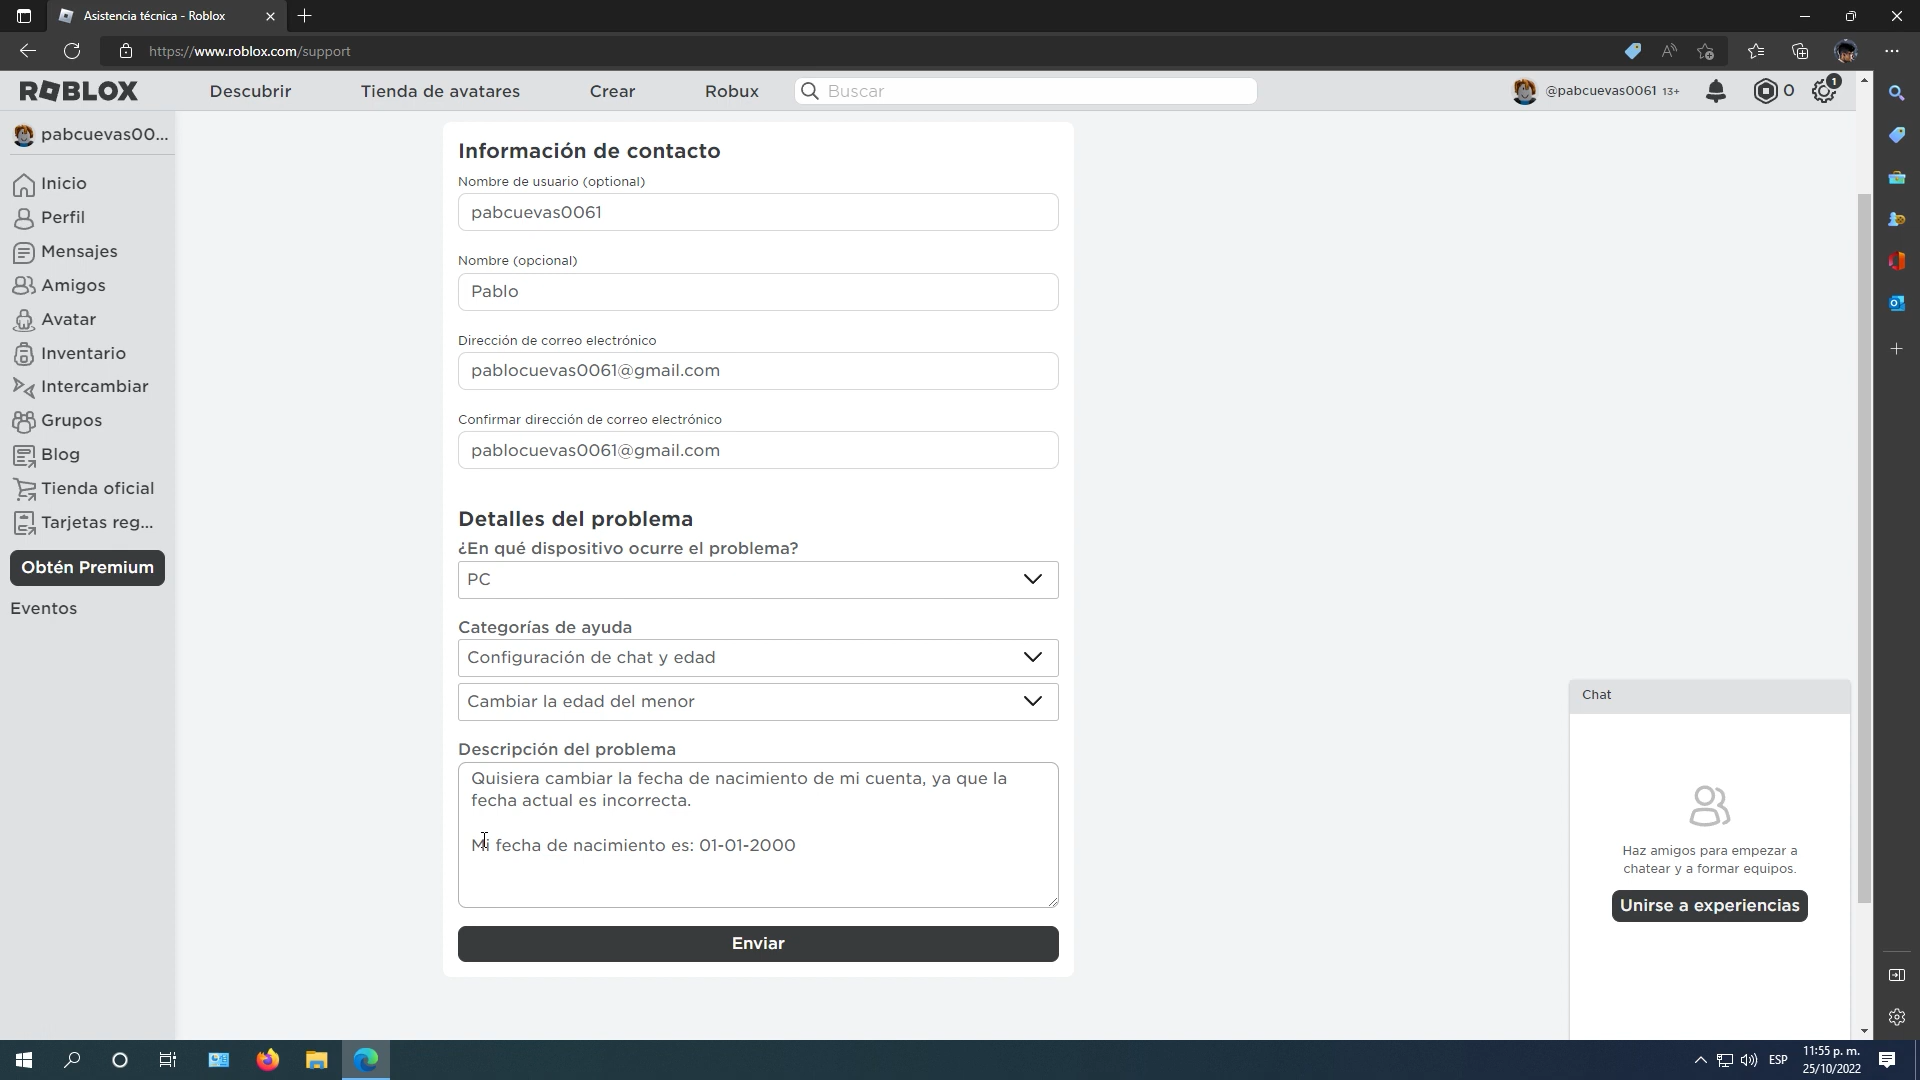 Asistencia técnica - Roblox
https://www.roblox.com/support
ROBLOX
Descubrir
Tienda de avatares
Crear
Robux
Buscar
@pabcuevas0061 13+
0
1
pabcuevas00...
Inicio
Perfil
Mensajes
Amigos
Avatar
Inventario
Intercambiar
Grupos
Blog
Tienda oficial
Tarjetas reg...
Obtén Premium
Eventos
Información de contacto
Nombre de usuario (optional)
pabcuevas0061
Nombre (opcional)
Pablo
Dirección de correo electrónico
pablocuevas0061@gmail.com
Confirmar dirección de correo electrónico
pablocuevas0061@gmail.com
Detalles del problema
¿En qué dispositivo ocurre el problema?
PC
Categorías de ayuda
Configuración de chat y edad
Cambiar la edad del menor
Descripción del problema
Quisiera cambiar la fecha de nacimiento de mi cuenta, ya que la
fecha actual es incorrecta.
Mi fecha de nacimiento es: 01-01-2000
Enviar
Chat
Haz amigos para empezar a
chatear y a formar equipos.
Unirse a experiencias
ESP
11:55 p. m.
25/10/2022